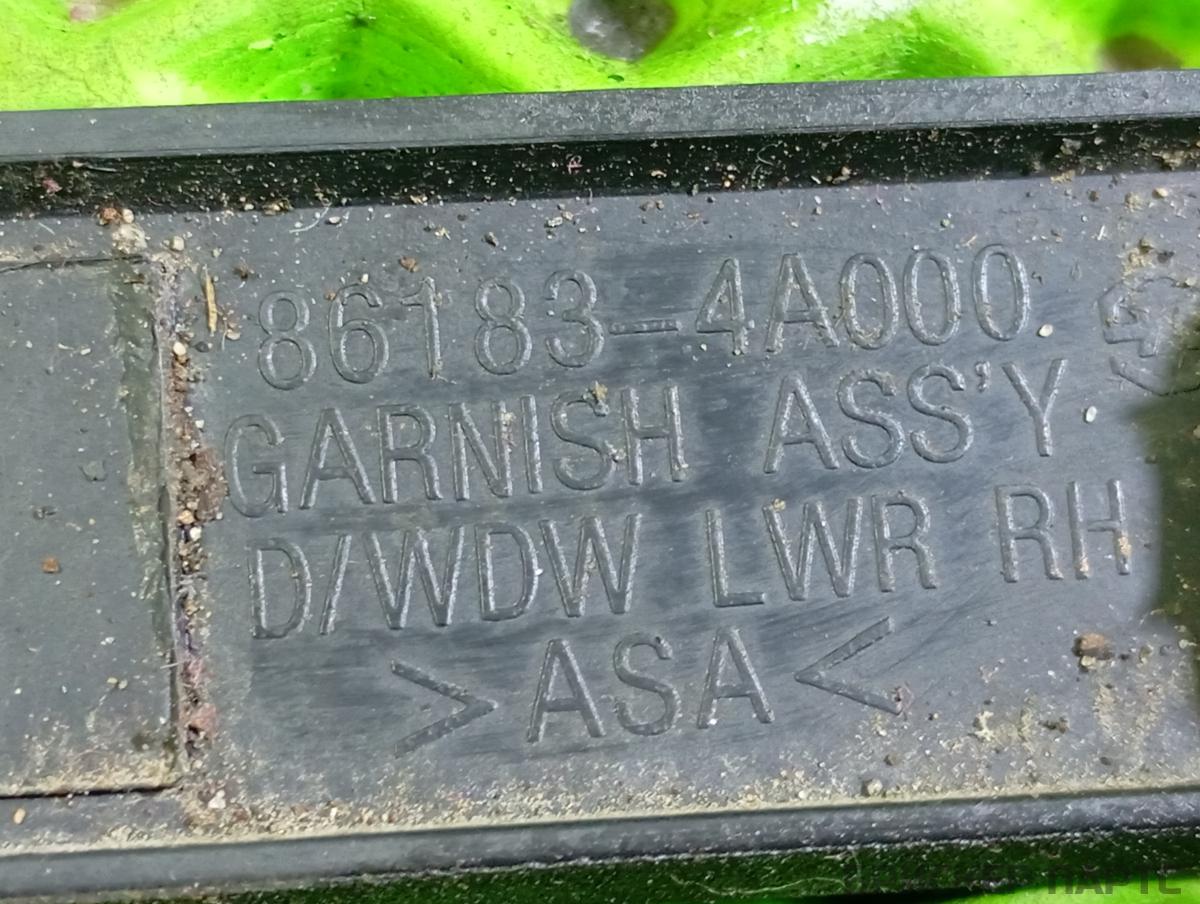 86183-4A000
GARNISH ASS'Y
D/WDW LWR RH
>ASA<